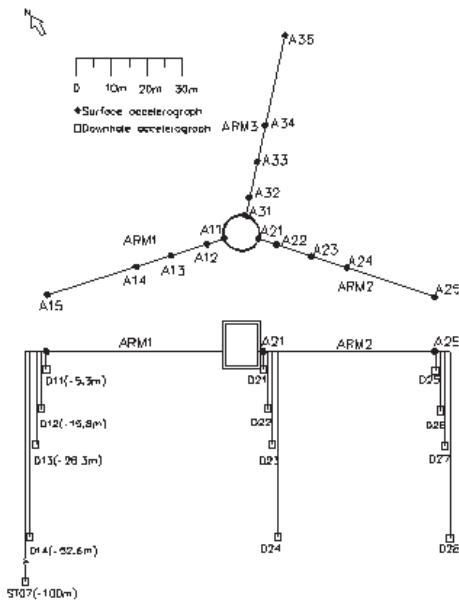 A35
0 10m 20m 30m
Surface accelerograph
Downhole accelerograph
ARM3
A34
A33
A32
A31
A11
A21
A12
A22
ARM1
A13
A23
A14
A24
ARM2
A15
A25
ARM1
A21
ARM2
A25
D11(-5.3m)
D21
D25
D12(-15.8m)
D22
D26
D13(-26.3m)
D23
D27
D14(-52.6m)
D24
D28
ST07(-100m)